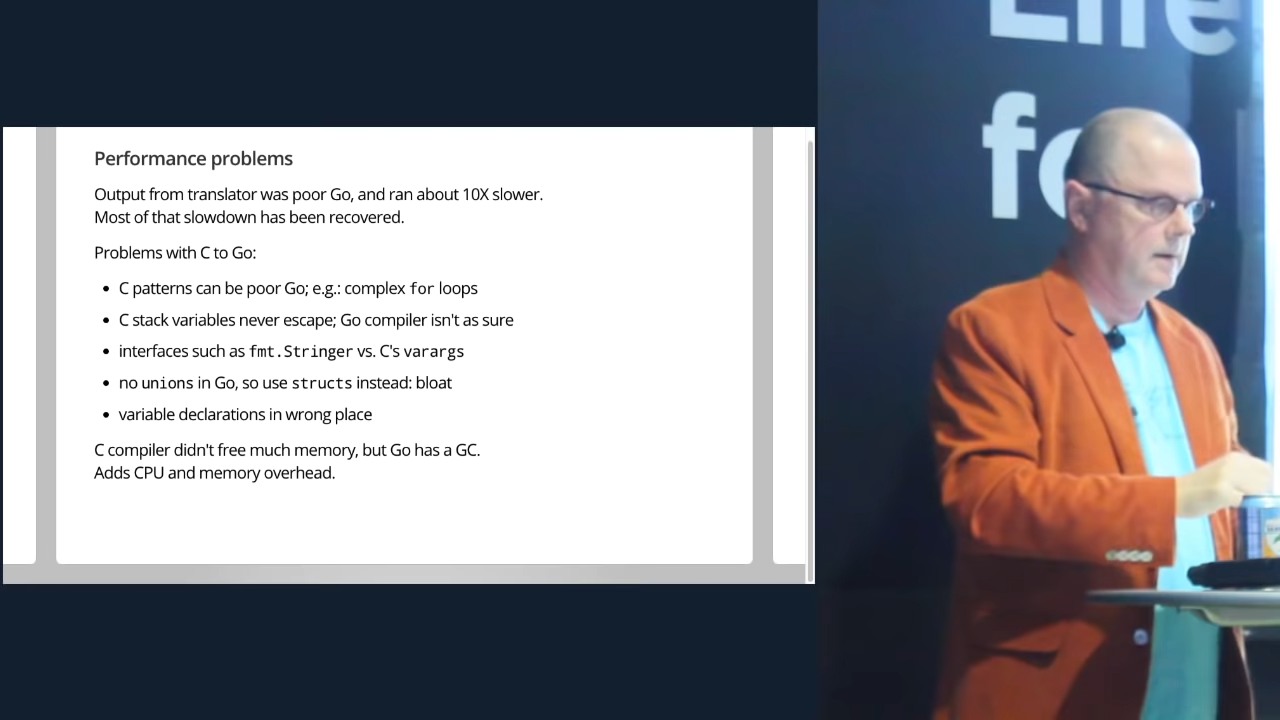 Performance problems
Output from translator was poor Go, and ran about 10X slower.
Most of that slowdown has been recovered.
Problems with C to Go:
• C patterns can be poor Go; e.g.: complex for loops
• C stack variables never escape; Go compiler isn't as sure
• interfaces such as fmt.Stringer vs. C's varargs
• no unions in Go, so use structs instead: bloat
• variable declarations in wrong place
C compiler didn't free much memory, but Go has a GC.
Adds CPU and memory overhead.
Life